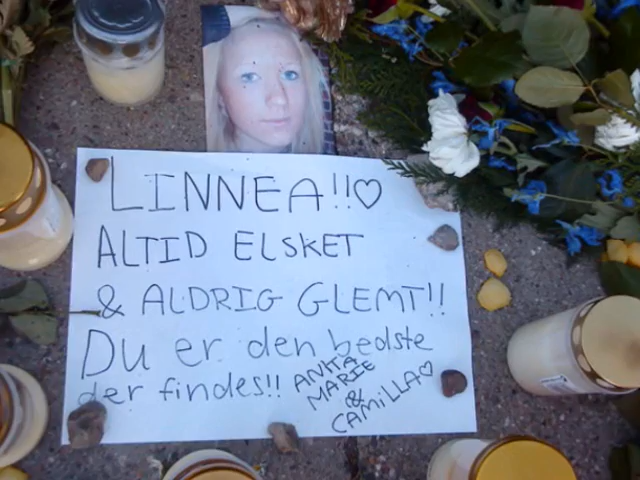 LINNEA!!♡
ALTID ELSKET
& ALDRIG GLEMT!!
Du er den bedste
der findes!!
ANITA
MARIE
&
CAMILLA♡